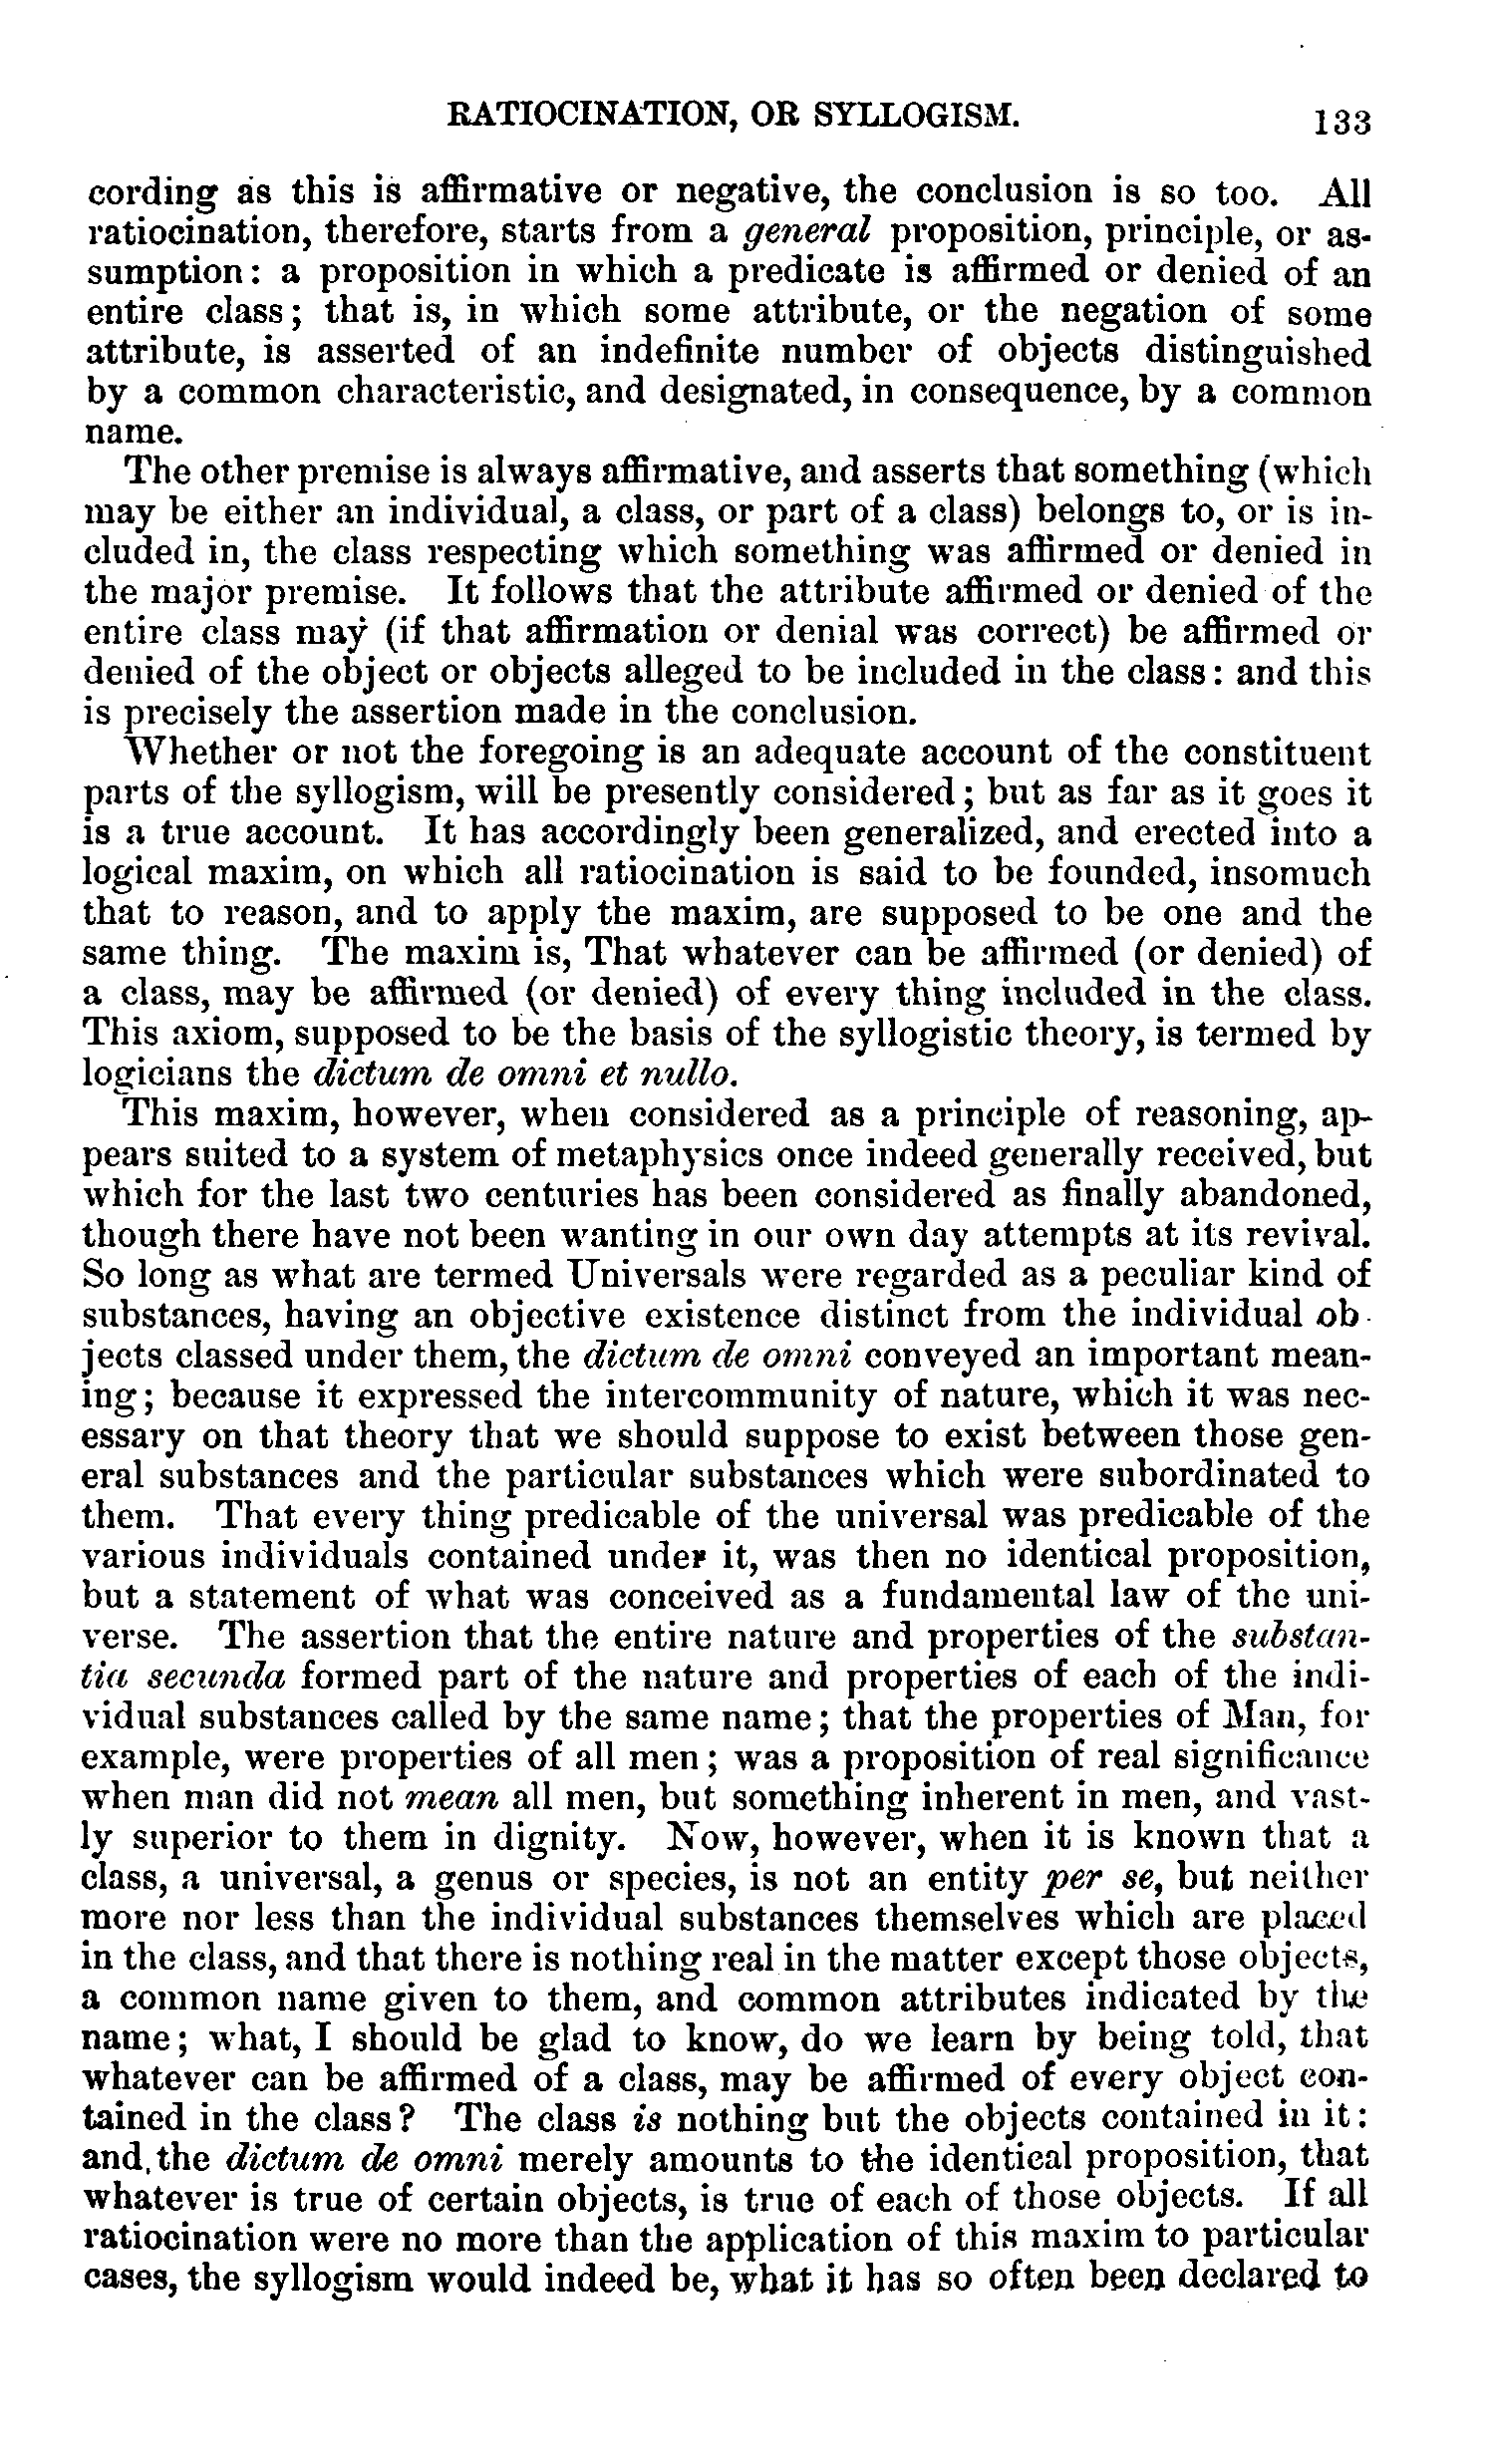 RATIOCINATION, OR SYLLOGISM. 133
cording as this is affirmative or negative, the conclusion is so too. All
ratiocination, therefore, starts from a general proposition, principle, or as-
sumption: a proposition in which a predicate is affirmed or denied of an
entire class; that is, in which some attribute, or the negation of some
attribute, is asserted of an indefinite number of objects distinguished
by a common characteristic, and designated, in consequence, by a common
name.
The other premise is always affirmative, and asserts that something (which
may be either an individual, a class, or part of a class) belongs to, or is in-
cluded in, the class respecting which something was affirmed or denied in
the major premise. It follows that the attribute affirmed or denied of the
entire class may (if that affirmation or denial was correct) be affirmed or
denied of the object or objects alleged to be included in the class: and this
is precisely the assertion made in the conclusion.
Whether or not the foregoing is an adequate account of the constituent
parts of the syllogism, will be presently considered; but as far as it goes it
is a true account. It has accordingly been generalized, and erected into a
logical maxim, on which all ratiocination is said to be founded, insomuch
that to reason, and to apply the maxim, are supposed to be one and the
same thing. The maxim is, That whatever can be affirmed (or denied) of
a class, may be affirmed (or denied) of every thing included in the class.
This axiom, supposed to be the basis of the syllogistic theory, is termed by
logicians the dictum de omni et nullo.
This maxim, however, when considered as a principle of reasoning, ap-
pears suited to a system of metaphysics once indeed generally received, but
which for the last two centuries has been considered as finally abandoned,
though there have not been wanting in our own day attempts at its revival.
So long as what are termed Universals were regarded as a peculiar kind of
substances, having an objective existence distinct from the individual ob-
jects classed under them, the dictum de omni conveyed an important mean-
ing; because it expressed the intercommunity of nature, which it was nec-
essary on that theory that we should suppose to exist between those gen-
eral substances and the particular substances which were subordinated to
them. That every thing predicable of the universal was predicable of the
various individuals contained under it, was then no identical proposition,
but a statement of what was conceived as a fundamental law of the uni-
verse. The assertion that the entire nature and properties of the substan-
tia secunda formed part of the nature and properties of each of the indi-
vidual substances called by the same name; that the properties of Man, for
example, were properties of all men; was a proposition of real significance
when man did not mean all men, but something inherent in men, and vast-
ly superior to them in dignity. Now, however, when it is known that a
class, a universal, a genus or species, is not an entity per se, but neither
more nor less than the individual substances themselves which are placed
in the class, and that there is nothing real in the matter except those objects,
a common name given to them, and common attributes indicated by the
name; what, I should be glad to know, do we learn by being told, that
whatever can be affirmed of a class, may be affirmed of every object con-
tained in the class? The class is nothing but the objects contained in it:
and the dictum de omni merely amounts to the identical proposition, that
whatever is true of certain objects, is true of each of those objects. If all
ratiocination were no more than the application of this maxim to particular
cases, the syllogism would indeed be, what it has so often been declared to